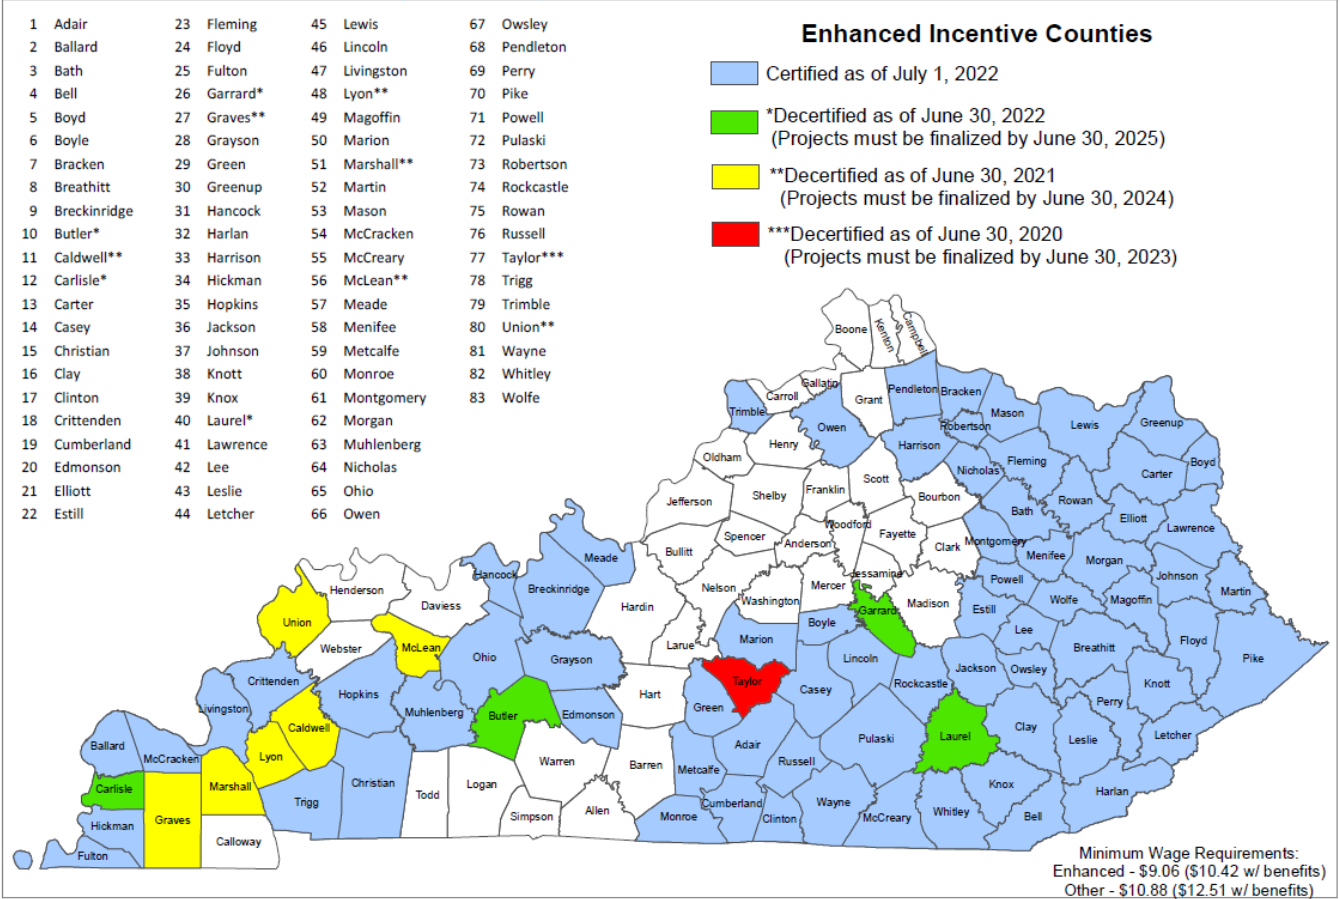 1 Adair 23 Fleming 45 Lewis 67 Owsley
2 Ballard 24 Floyd 46 Lincoln 68 Pendleton
3 Bath 25 Fulton 47 Livingston 69 Perry
4 Bell 26 Garrard* 48 Lyon** 70 Pike
5 Boyd 27 Graves** 49 Magoffin 71 Powell
6 Boyle 28 Grayson 50 Marion 72 Pulaski
7 Bracken 29 Green 51 Marshall** 73 Robertson
8 Breathitt 30 Greenup 52 Martin 74 Rockcastle
9 Breckinridge 31 Hancock 53 Mason 75 Rowan
10 Butler* 32 Harlan 54 McCracken 76 Russell
11 Caldwell** 33 Harrison 55 McCreary 77 Taylor***
12 Carlisle* 34 Hickman 56 McLean** 78 Trigg
13 Carter 35 Hopkins 57 Meade 79 Trimble
14 Casey 36 Jackson 58 Menifee 80 Union**
15 Christian 37 Johnson 59 Metcalfe 81 Wayne
16 Clay 38 Knott 60 Monroe 82 Whitley
17 Clinton 39 Knox 61 Montgomery 83 Wolfe
18 Crittenden 40 Laurel* 62 Morgan
19 Cumberland 41 Lawrence 63 Muhlenberg
20 Edmonson 42 Lee 64 Nicholas
21 Elliott 43 Leslie 65 Ohio
22 Estill 44 Letcher 66 Owen
Enhanced Incentive Counties
Certified as of July 1, 2022
*Decertified as of June 30, 2022
(Projects must be finalized by June 30, 2025)
**Decertified as of June 30, 2021
(Projects must be finalized by June 30, 2024)
***Decertified as of June 30, 2020
(Projects must be finalized by June 30, 2023)
Boone
Kenton
Campbell
Gallatin
Carroll
Grant
Pendleton
Bracken
Trimble
Owen
Robertson
Mason
Lewis
Greenup
Henry
Harrison
Oldham
Nicholas
Fleming
Boyd
Carter
Scott
Franklin
Shelby
Jefferson
Bourbon
Rowan
Bath
Elliott
Lawrence
Woodford
Fayette
Spencer
Anderson
Clark
Montgomery
Bullitt
Menifee
Morgan
Meade
Hancock
Breckinridge
Jessamine
Johnson
Martin
Henderson
Daviess
Nelson
Washington
Mercer
Madison
Powell
Wolfe
Magoffin
Hardin
Garrard
Estill
Union
Boyle
Lee
Floyd
Webster
McLean
Ohio
Grayson
Larue
Marion
Lincoln
Jackson
Owsley
Breathitt
Pike
Crittenden
Hopkins
Hart
Taylor
Casey
Rockcastle
Knott
Perry
Livingston
Muhlenberg
Butler
Edmonson
Green
Caldwell
Clay
Ballard
McCracken
Lyon
Warren
Barren
Adair
Pulaski
Laurel
Leslie
Letcher
Metcalfe
Russell
Carlisle
Marshall
Trigg
Christian
Todd
Logan
Knox
Harlan
Simpson
Allen
Monroe
Cumberland
Clinton
Wayne
McCreary
Whitley
Bell
Hickman
Graves
Calloway
Fulton
Minimum Wage Requirements:
Enhanced - $9.06 ($10.42 w/ benefits)
Other - $10.88 ($12.51 w/ benefits)